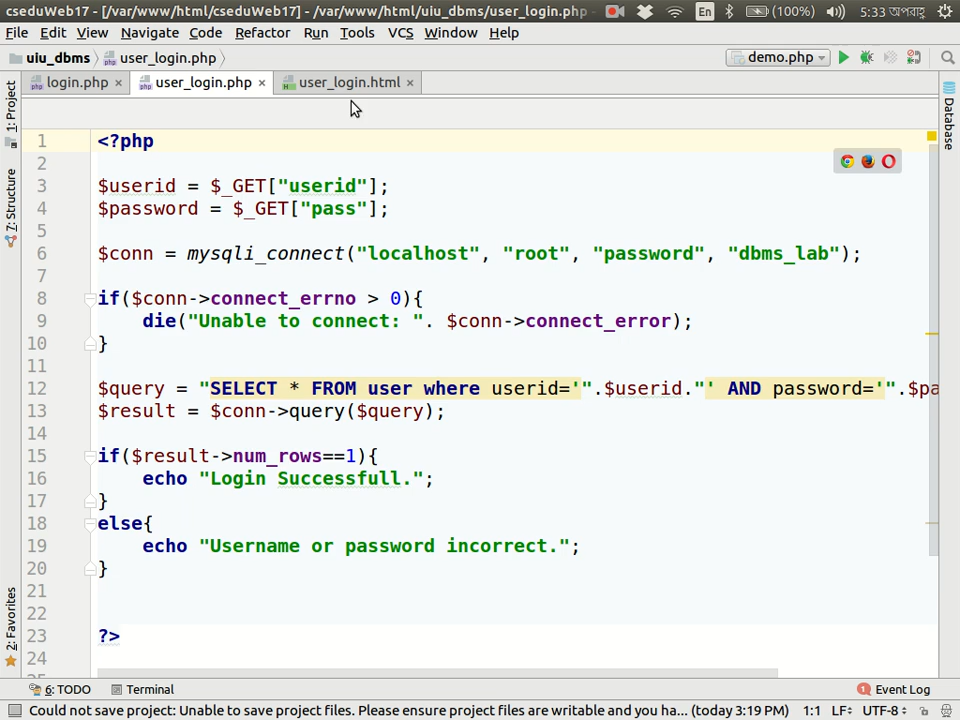 cseduWeb17 - [/var/www/html/cseduWeb17] - /var/www/html/uiu_dbms/user_login.php - En (100%) 5:33 অপরাহ্ণ
File Edit View Navigate Code Refactor Run Tools VCS Window Help
uiu_dbms user_login.php demo.php
login.php user_login.php user_login.html
1: Project
7: Structure
2: Favorites
Database
1 <?php
2
3 $userid = $_GET["userid"];
4 $password = $_GET["pass"];
5
6 $conn = mysqli_connect("localhost", "root", "password", "dbms_lab");
7
8 if($conn->connect_errno > 0){
9 die("Unable to connect: ". $conn->connect_error);
10 }
11
12 $query = "SELECT * FROM user where userid='".$userid."' AND password='".$pa
13 $result = $conn->query($query);
14
15 if($result->num_rows==1){
16 echo "Login Successfull.";
17 }
18 else{
19 echo "Username or password incorrect.";
20 }
21
22
23 ?>
24
6: TODO Terminal 1 Event Log
Could not save project: Unable to save project files. Please ensure project files are writable and you ha... (today 3:19 PM) 1:1 LF÷ UTF-8÷